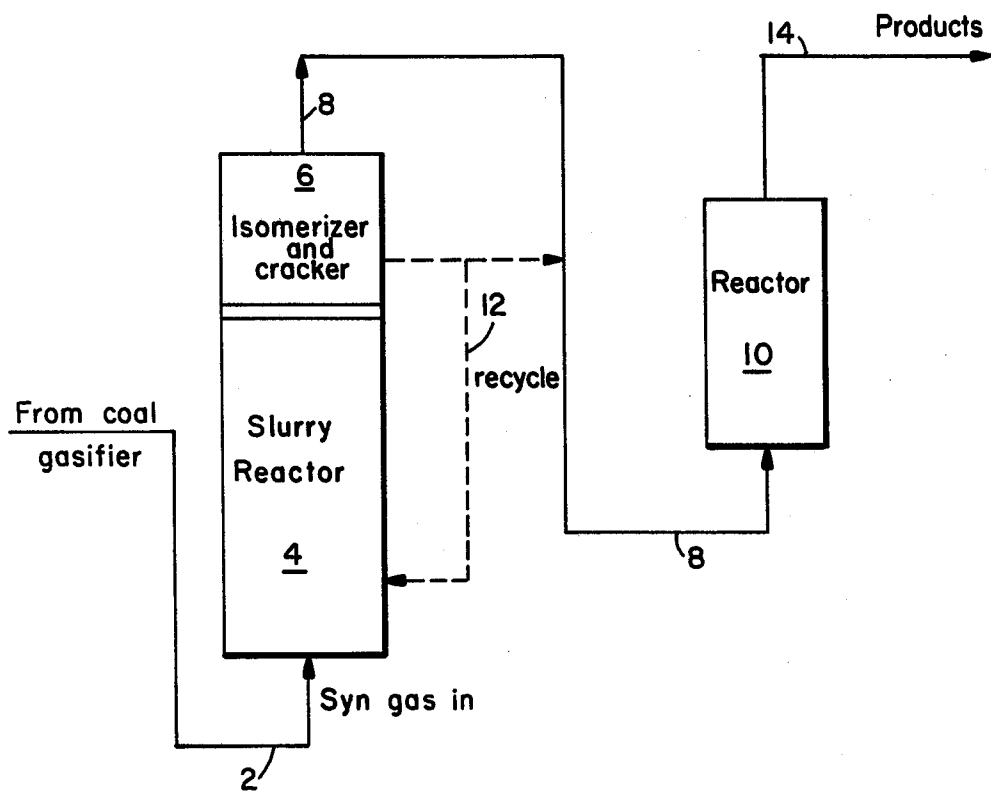 14
Products
8
6
Isomerizer
and
cracker
12
recycle
Reactor
10
From coal
gasifier
Slurry
Reactor
4
8
Syn gas in
2